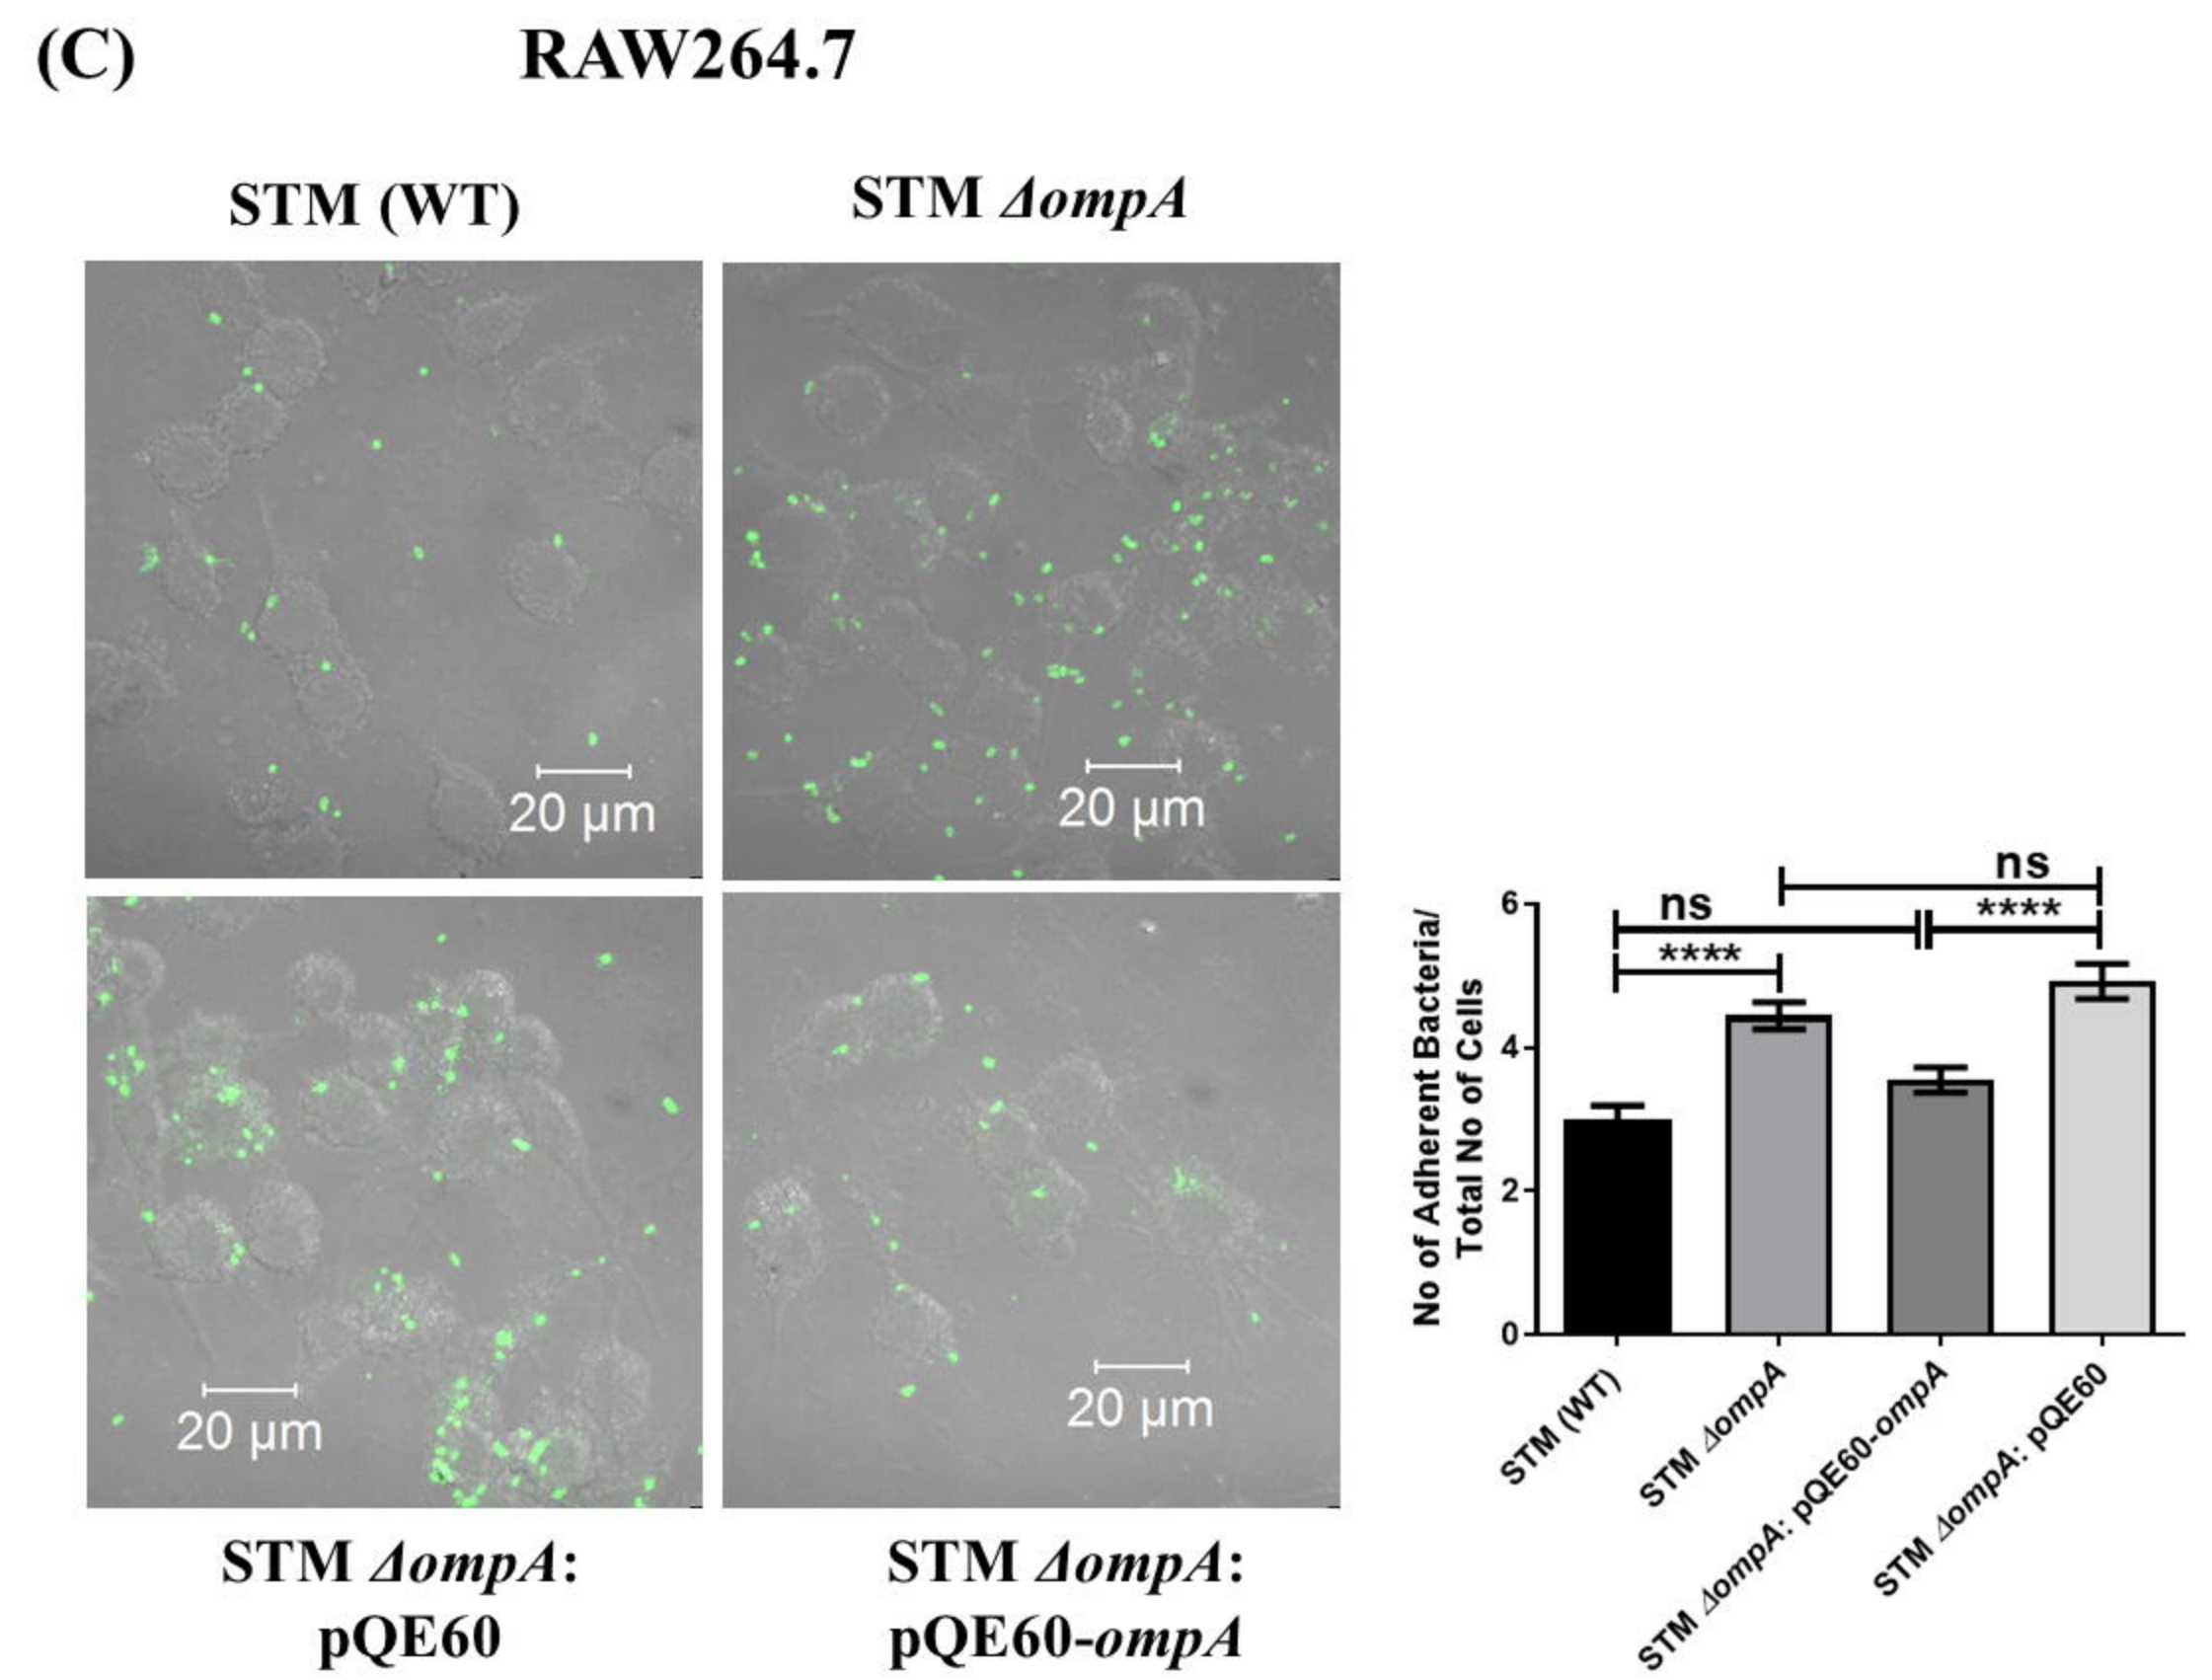 (C)
RAW264.7
STM (WT)
STM ΔompA
20 µm
20 µm
20 µm
20 µm
STM ΔompA:
pQE60
STM ΔompA:
pQE60-ompA
No of Adherent Bacteria/
Total No of Cells
6
4
2
0
ns
ns
****
****
STM (WT)
STM ΔompA
STM ΔompA: pQE60-ompA
STM ΔompA: pQE60